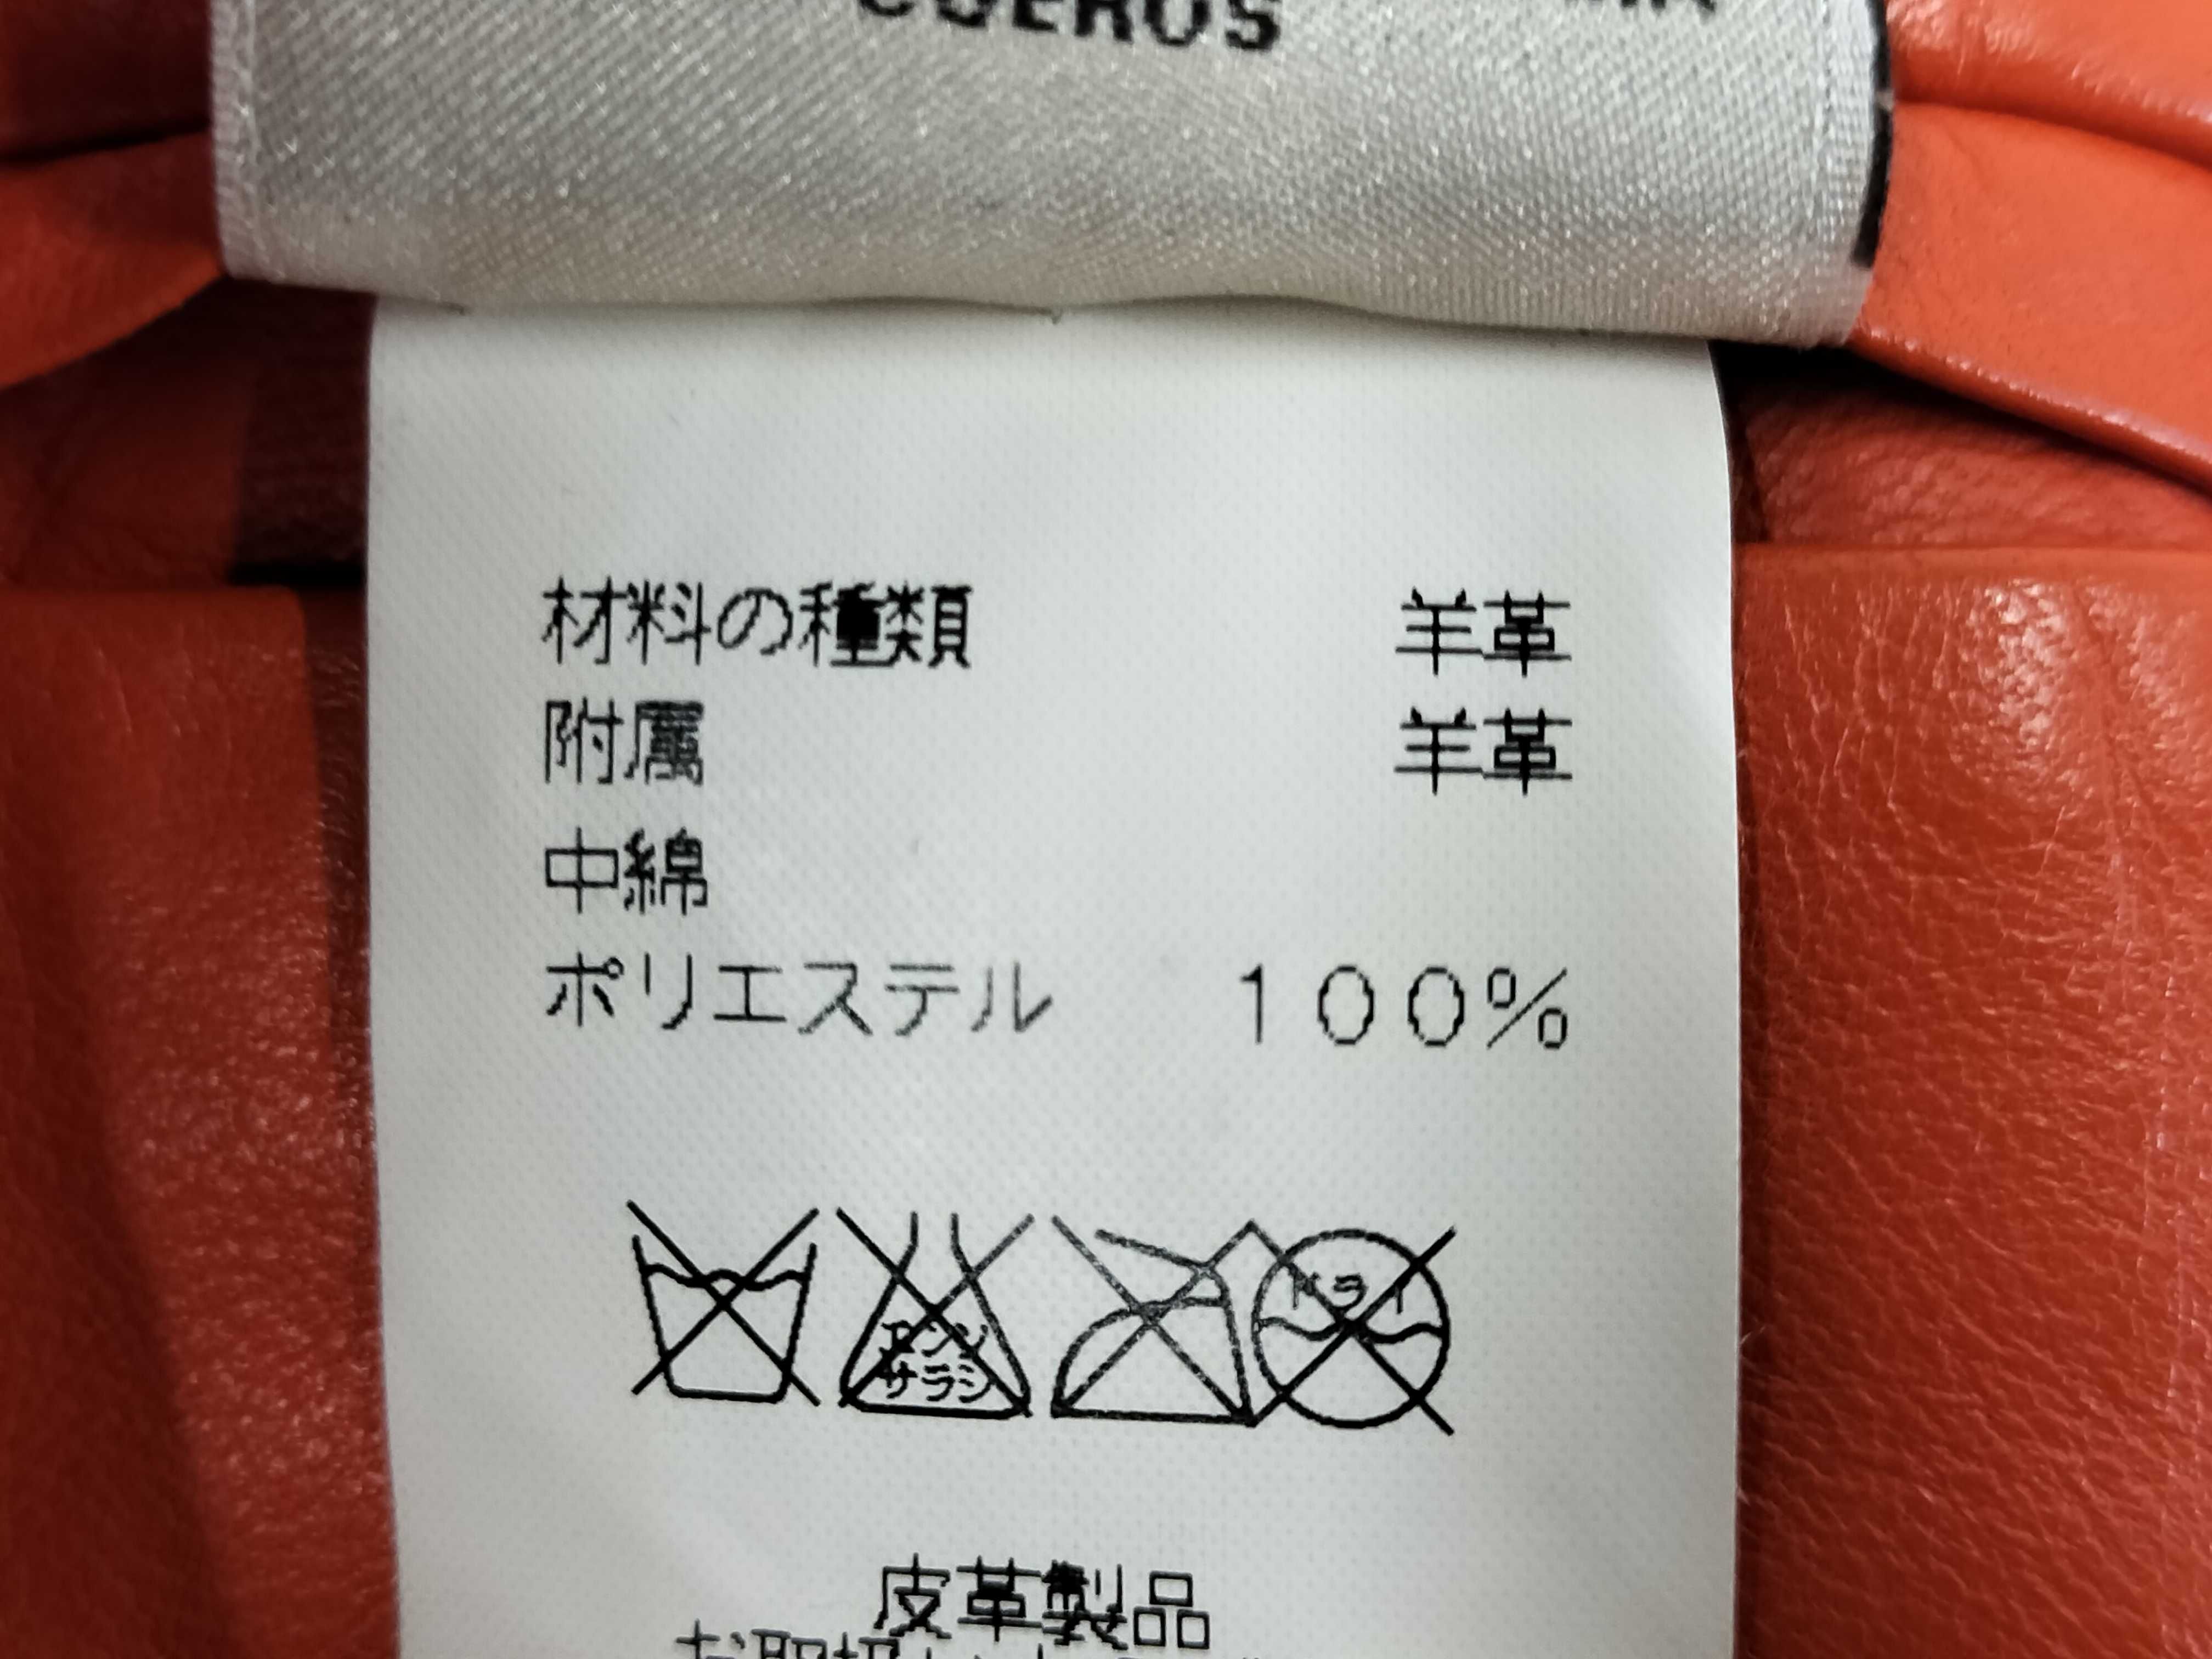 材料の種類 羊革
附属 羊革
中綿
ポリエステル 100%
エンソ サラシ ドライ
皮革製品